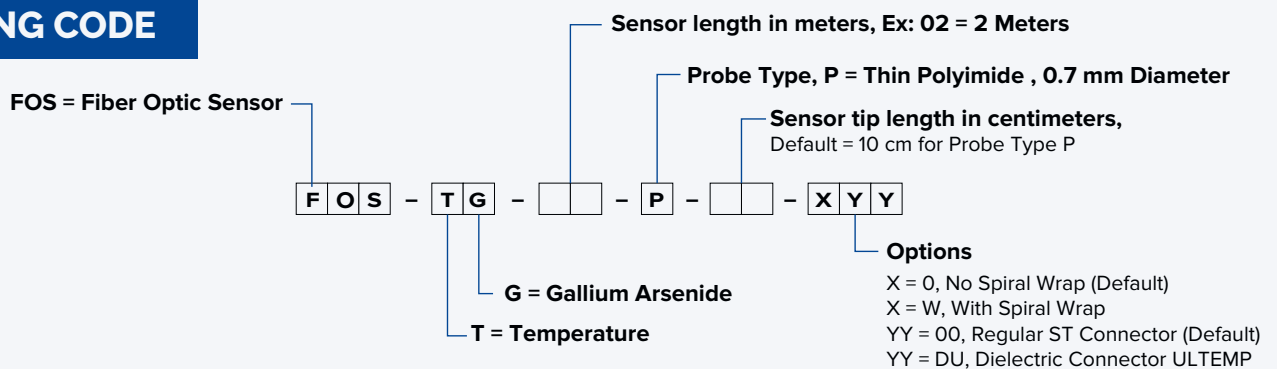 NG CODE
Sensor length in meters, Ex: 02 = 2 Meters
Probe Type, P = Thin Polyimide , 0.7 mm Diameter
FOS = Fiber Optic Sensor
Sensor tip length in centimeters,
Default = 10 cm for Probe Type P
F O S – T G – – P – – X Y Y
Options
X = 0, No Spiral Wrap (Default)
G = Gallium Arsenide
X = W, With Spiral Wrap
T = Temperature
YY = 00, Regular ST Connector (Default)
YY = DU, Dielectric Connector ULTEMP